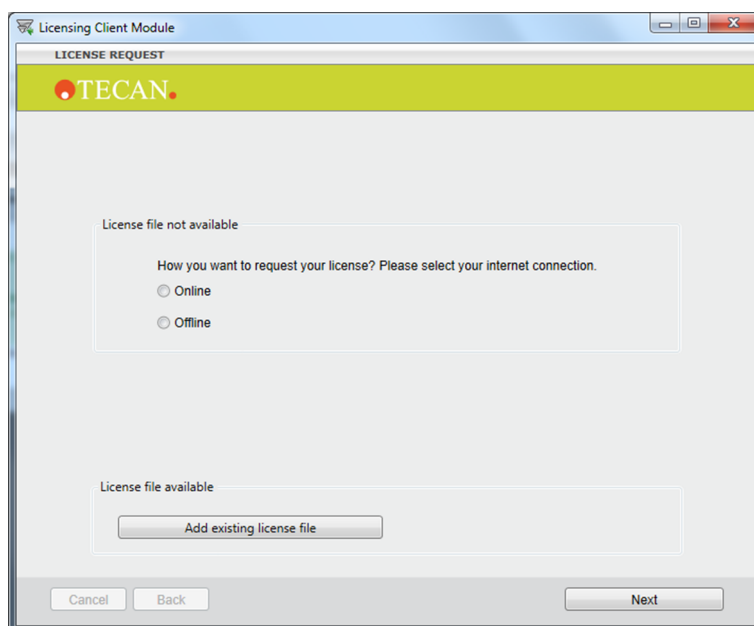 Licensing Client Module
LICENSE REQUEST
TECAN.
License file not available
How you want to request your license? Please select your internet connection.
Online
Offline
License file available
Add existing license file
Cancel
Back
Next